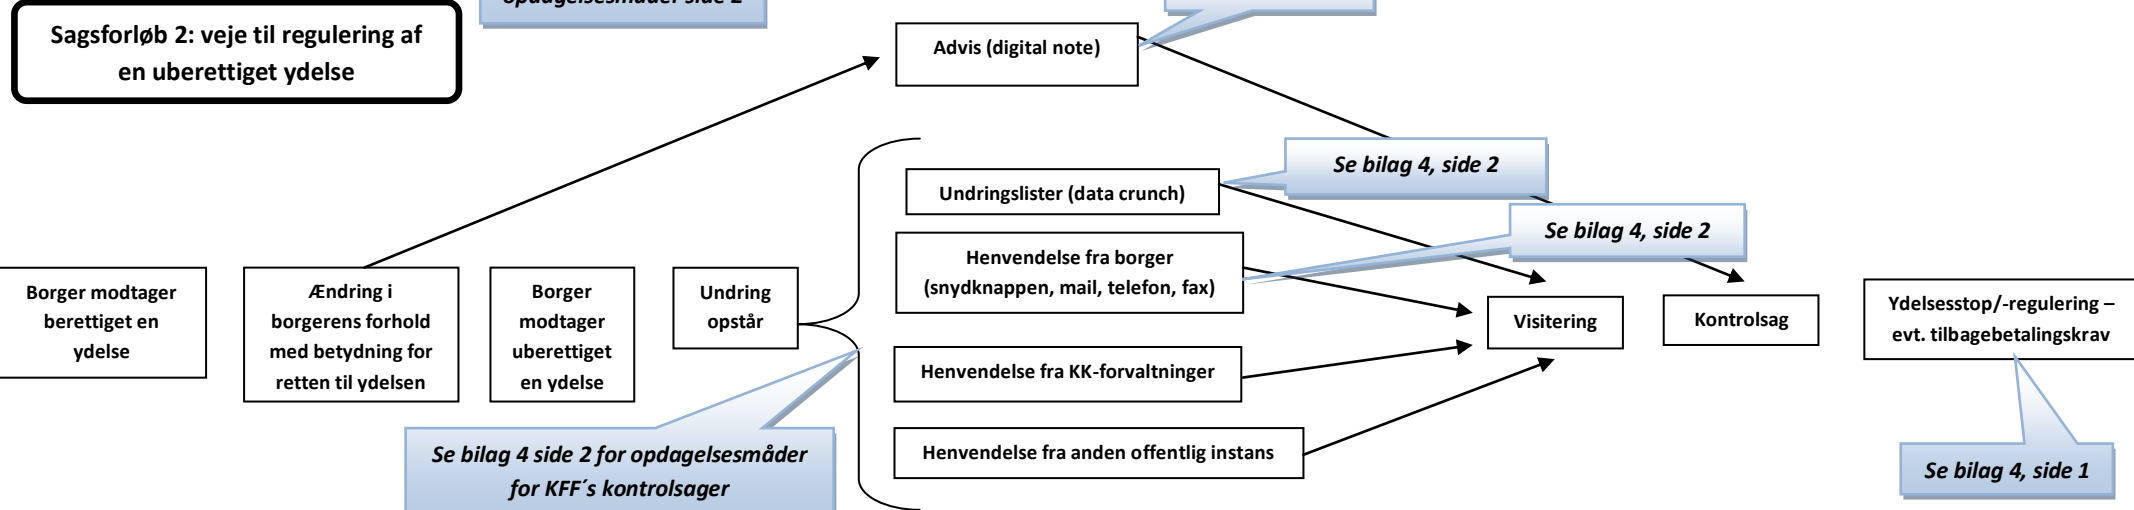 opdagelsesmåder side 2
Sagsforløb 2: veje til regulering af
en uberettiget ydelse
Advis (digital note)
Se bilag 4, side 2
Undringslister (data crunch)
Se bilag 4, side 2
Henvendelse fra borger
(snydknappen, mail, telefon, fax)
Borger modtager
berettiget en
ydelse
Ændring i
borgerens forhold
med betydning for
retten til ydelsen
Borger
modtager
uberettiget
en ydelse
Undring
opstår
Visitering
Kontrolsag
Ydelsesstop/-regulering –
evt. tilbagebetalingskrav
Henvendelse fra KK-forvaltninger
Henvendelse fra anden offentlig instans
Se bilag 4 side 2 for opdagelsesmåder
for KFF´s kontrolsager
Se bilag 4, side 1